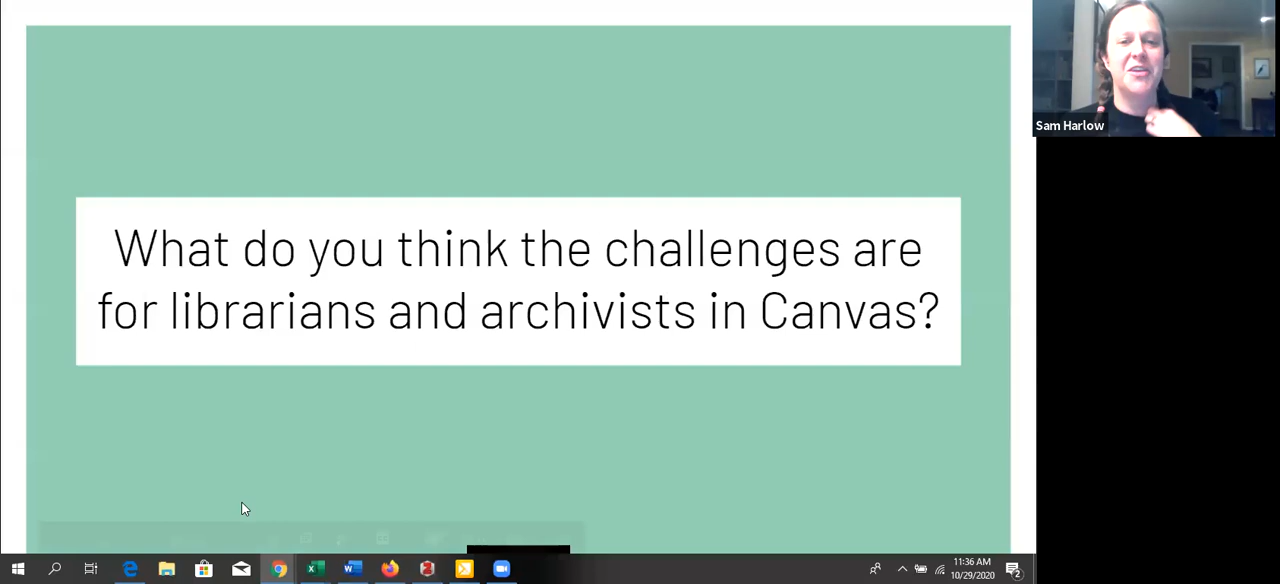 Sam Harlow
What do you think the challenges are
for librarians and archivists in Canvas?
11:36 AM
10/29/2020
2